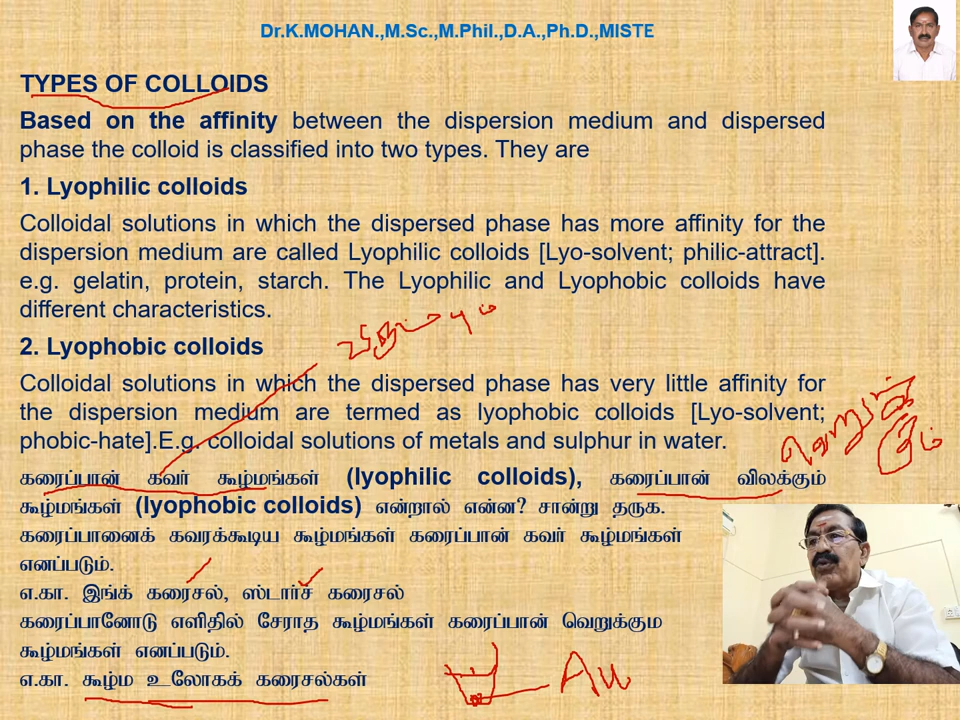 Dr.K.MOHAN.,M.Sc.,M.Phil.,D.A.,Ph.D.,MISTE
TYPES OF COLLOIDS
Based on the affinity between the dispersion medium and dispersed
phase the colloid is classified into two types. They are
1. Lyophilic colloids
Colloidal solutions in which the dispersed phase has more affinity for the
dispersion medium are called Lyophilic colloids [Lyo-solvent; philic-attract].
e.g. gelatin, protein, starch. The Lyophilic and Lyophobic colloids have
different characteristics.
2. Lyophobic colloids
Colloidal solutions in which the dispersed phase has very little affinity for
the dispersion medium are termed as lyophobic colloids [Lyo-solvent;
phobic-hate].E.g. colloidal solutions of metals and sulphur in water.
கரைப்பான் கவர் கூழ்மங்கள் (lyophilic colloids), கரைப்பான் விலக்கும்
கூழ்மங்கள் (lyophobic colloids) என்றால் என்ன? சான்று தருக.
கரைப்பானைக் கவரக்கூடிய கூழ்மங்கள் கரைப்பான் கவர் கூழ்மங்கள்
எனப்படும்.
எ.கா. இங்க் கரைசல், ஸ்டார்ச் கரைசல்
கரைப்பானோடு எளிதில் சேராத கூழ்மங்கள் கரைப்பான் வெறுக்கும
கூழ்மங்கள் எனப்படும்.
எ.கா. கூழ்ம உலோகக் கரைசல்கள்
Au